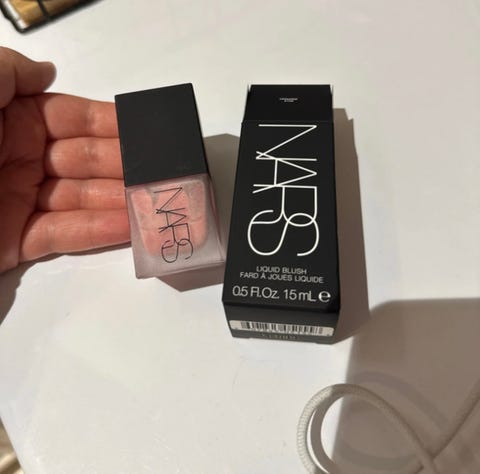 NARS
NARS
LIQUID BLUSH
FARD À JOUES LIQUIDE
0.5 Fl.Oz. 15 mL ℮